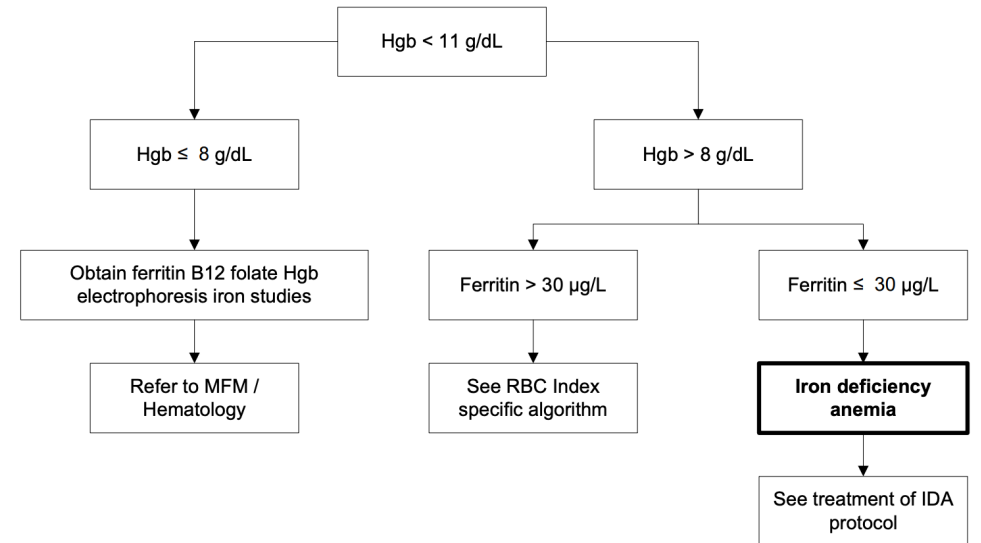 Hgb < 11 g/dL
Hgb ≤ 8 g/dL
Hgb > 8 g/dL
Obtain ferritin B12 folate Hgb
electrophoresis iron studies
Ferritin > 30 μg/L
Ferritin ≤ 30 μg/L
Refer to MFM /
Hematology
See RBC Index
specific algorithm
Iron deficiency
anemia
See treatment of IDA
protocol